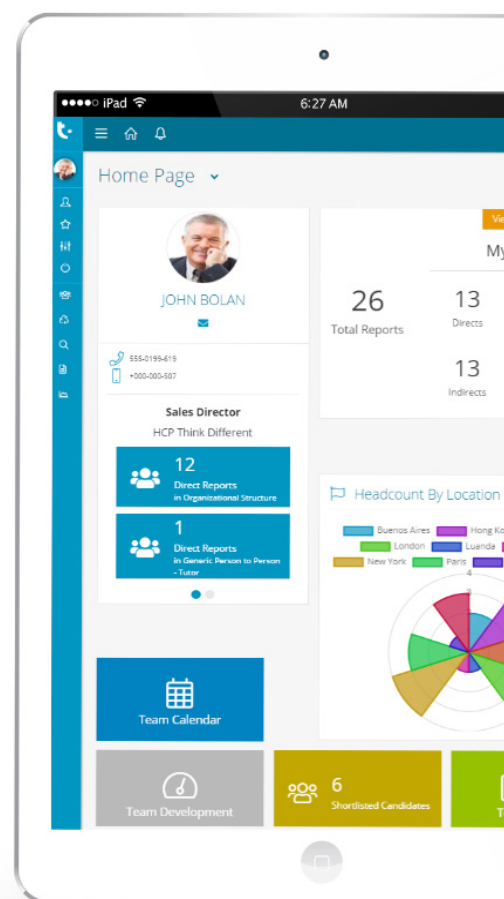 iPad
6:27 AM
Home Page
JOHN BOLAN
555-0199-619
+000-000-507
Sales Director
HCP Think Different
12
Direct Reports
in Organizational Structure
1
Direct Reports
in Generic Person to Person
- Tutor
Team Calendar
Team Development
My
26
Total Reports
13
Directs
13
Indirects
Headcount By Location
Buenos Aires
London
Luanda
New York
Paris
4
6
Shortlisted Candidates